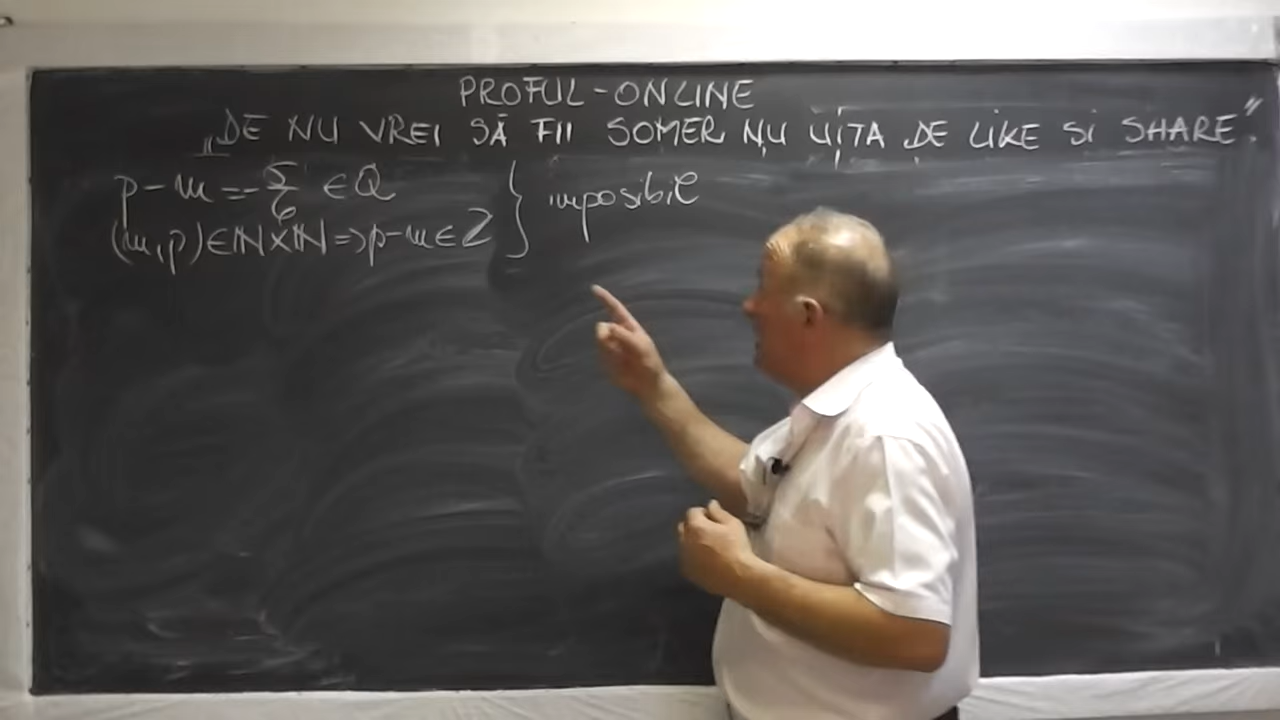 PROFUL-ONLINE
„DE NU VREI SĂ FII SOMER NU UITA DE LIKE SI SHARE."
p-m=-5/6 ∈Q } imposibil
(m,p)∈ℕ×ℕ=>p-m∈Z